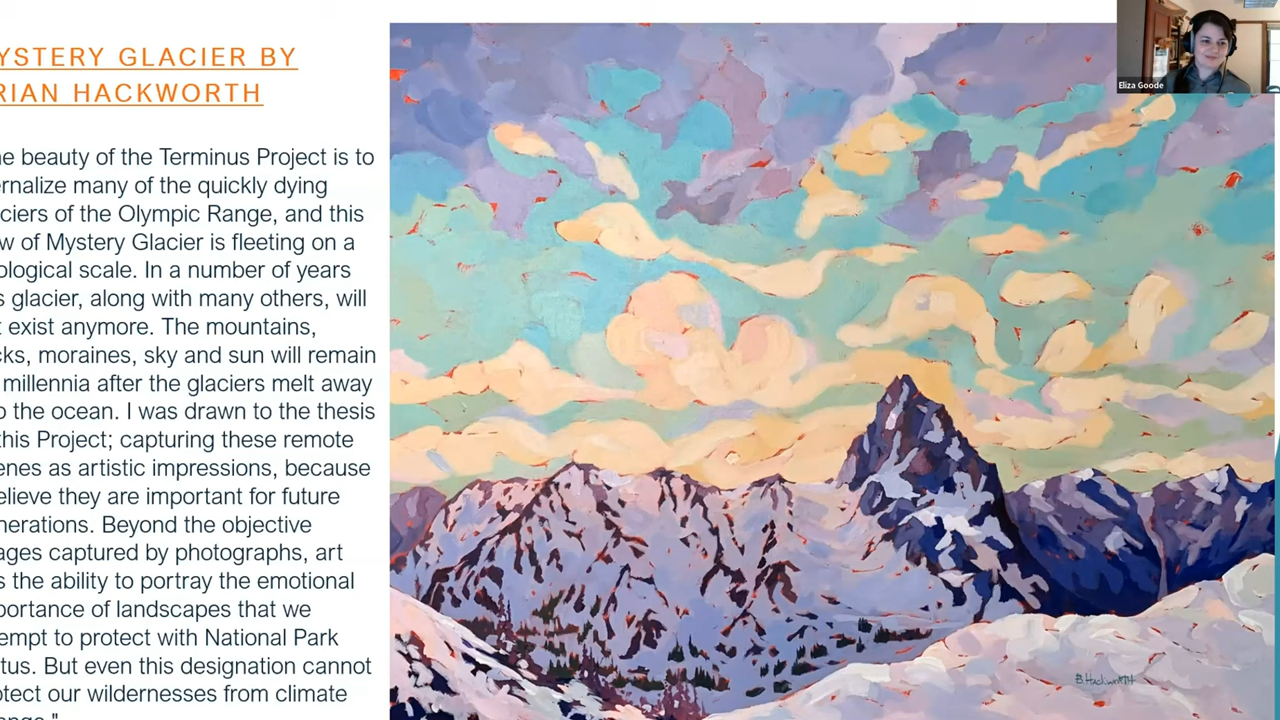 YSTERY GLACIER BY
RIAN HACKWORTH
e beauty of the Terminus Project is to
ernalize many of the quickly dying
ciers of the Olympic Range, and this
w of Mystery Glacier is fleeting on a
ological scale. In a number of years
s glacier, along with many others, will
t exist anymore. The mountains,
cks, moraines, sky and sun will remain
millennia after the glaciers melt away
o the ocean. I was drawn to the thesis
this Project; capturing these remote
enes as artistic impressions, because
elieve they are important for future
nerations. Beyond the objective
ages captured by photographs, art
s the ability to portray the emotional
portance of landscapes that we
empt to protect with National Park
tus. But even this designation cannot
otect our wildernesses from climate
ange."
Eliza Goode
B. Hackworth